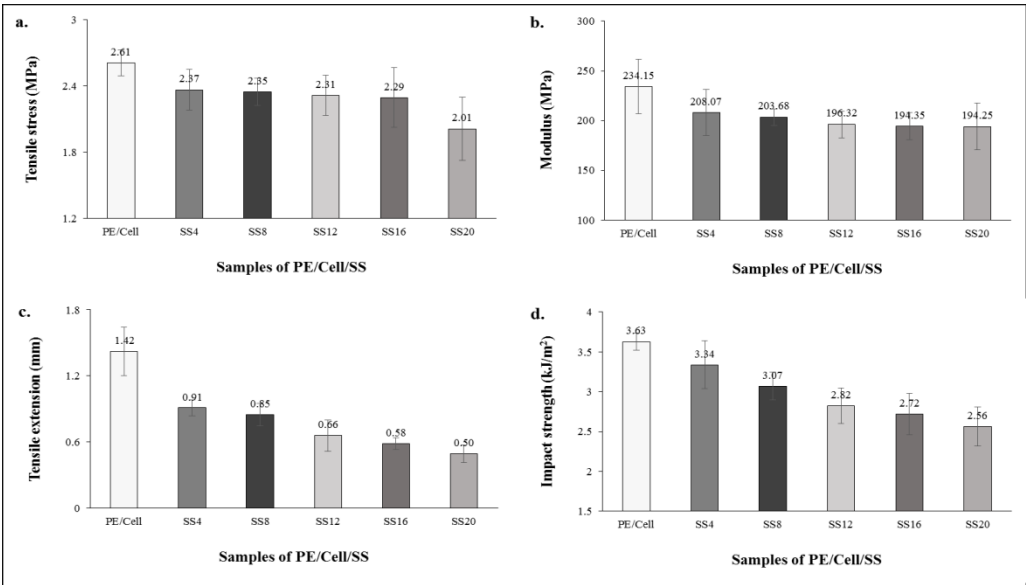 a.
Tensile stress (MPa)
3
2.4
1.8
1.2
2.61
2.37
2.35
2.31
2.29
2.01
PE/Cell SS4 SS8 SS12 SS16 SS20
Samples of PE/Cell/SS
b.
Modulus (MPa)
300
250
200
150
100
234.15
208.07
203.68
196.32
194.35
194.25
PE/Cell SS4 SS8 SS12 SS16 SS20
Samples of PE/Cell/SS
c.
Tensile extension (mm)
1.8
1.2
0.6
0
1.42
0.91
0.85
0.66
0.58
0.50
PE/Cell SS4 SS8 SS12 SS16 SS20
Samples of PE/Cell/SS
d.
Impact strength (kJ/m²)
4
3.5
3
2.5
2
1.5
3.63
3.34
3.07
2.82
2.72
2.56
PE/Cell SS4 SS8 SS12 SS16 SS20
Samples of PE/Cell/SS